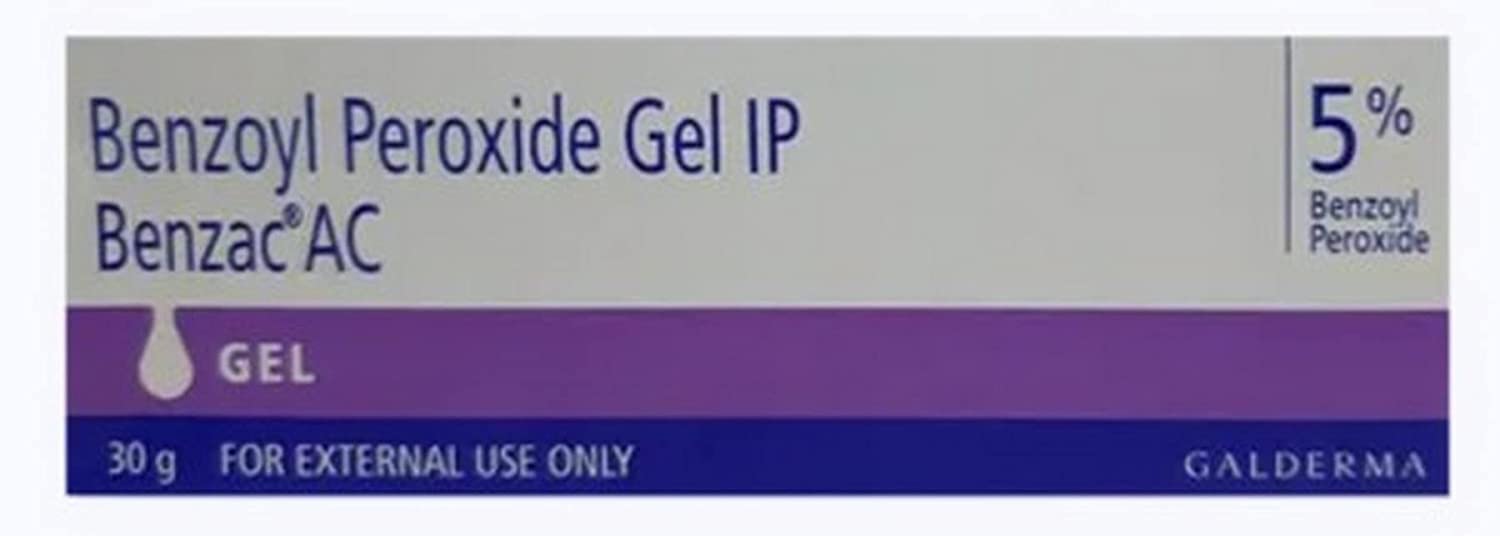 Benzoyl Peroxide Gel IP
Benzac® AC
5%
Benzoyl
Peroxide
GEL
30 g FOR EXTERNAL USE ONLY
GALDERMA